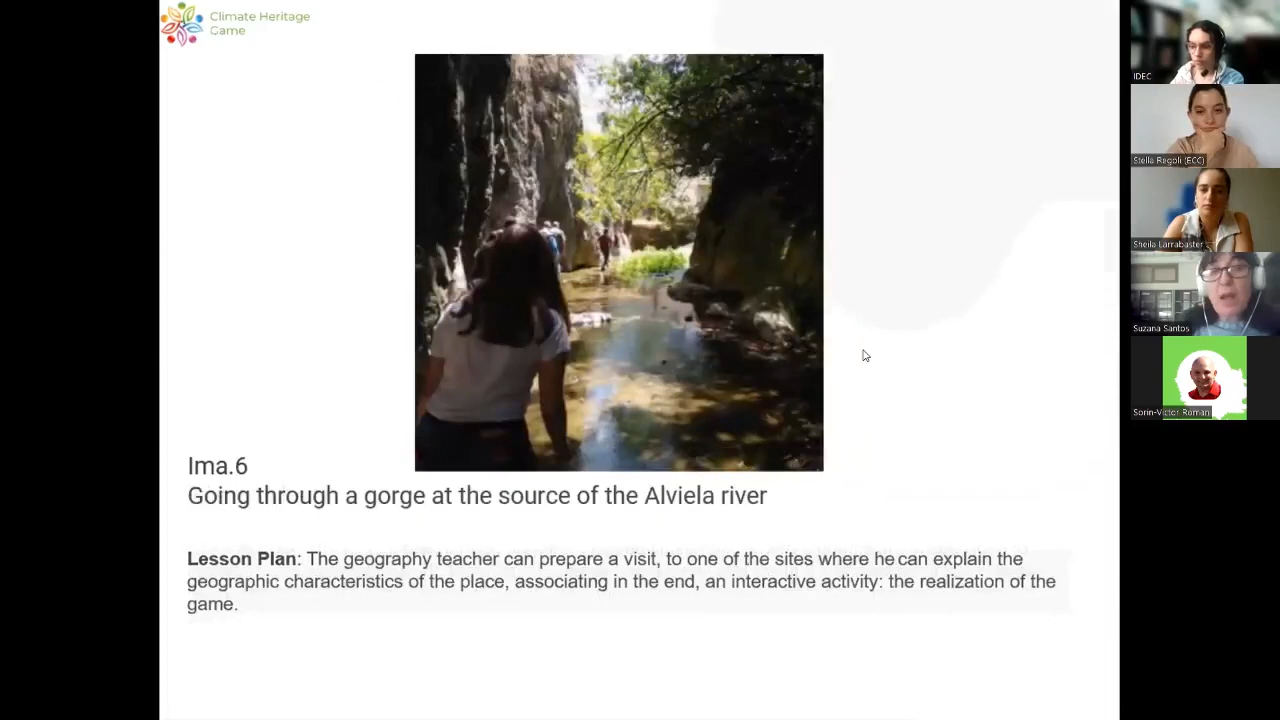 Climate Heritage
Game
Ima.6
Going through a gorge at the source of the Alviela river
Lesson Plan: The geography teacher can prepare a visit, to one of the sites where he can explain the
geographic characteristics of the place, associating in the end, an interactive activity: the realization of the
game.
IDEC
Stella Regoli (ECC)
Sheila Larrabaster
Suzana Santos
Sorin-Victor Roman